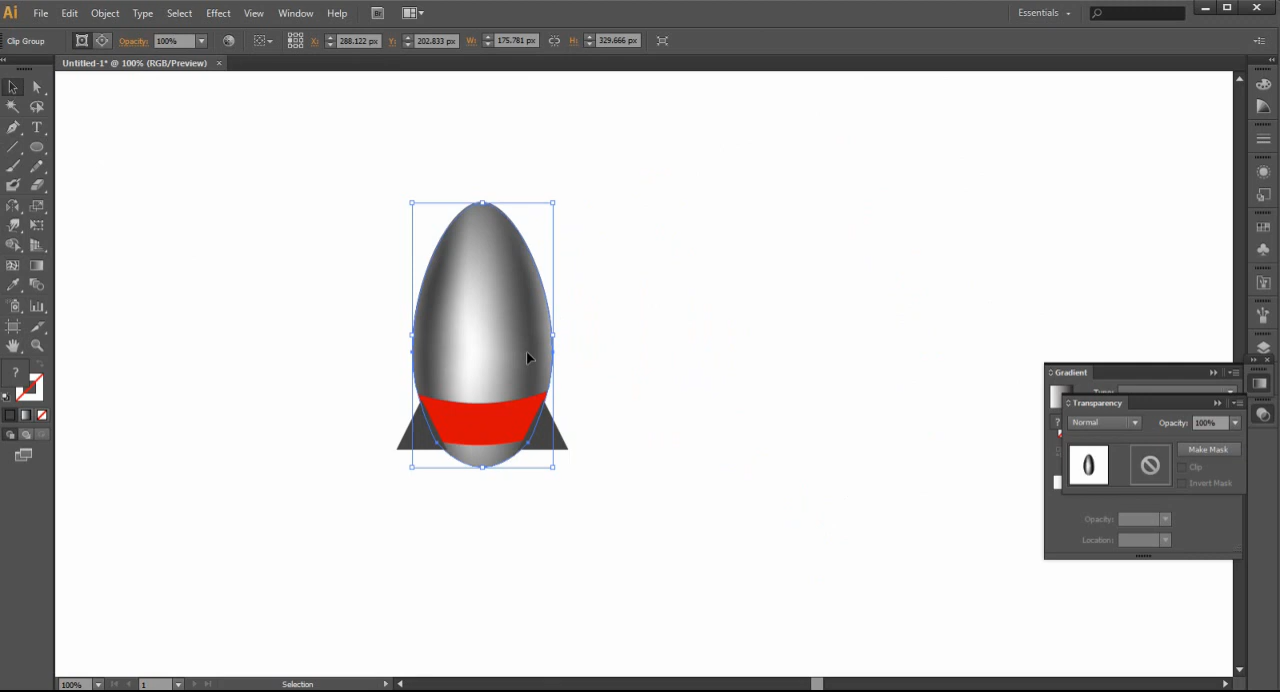 Ai File Edit Object Type Select Effect View Window Help Br Essentials
Clip Group Opacity: 100% X: 288.122 px Y: 202.833 px W: 175.781 px H: 329.666 px
Untitled-1* @ 100% (RGB/Preview) ×
T
?
Gradient
Type:
Transparency
Normal Opacity: 100%
?
Make Mask
Clip
Invert Mask
Opacity:
Location:
100% 1 Selection